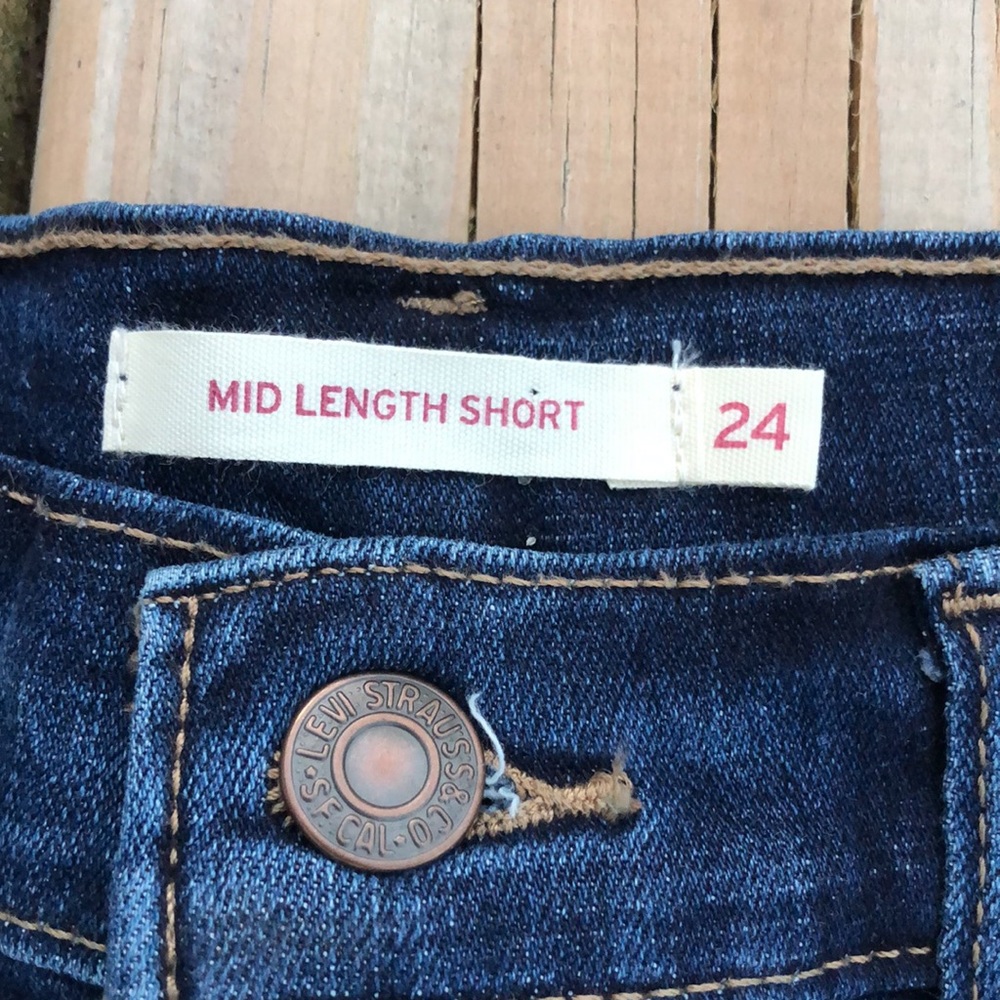 MID LENGTH SHORT
24
LEVI STRAUSS & CO·
S.F. CAL·